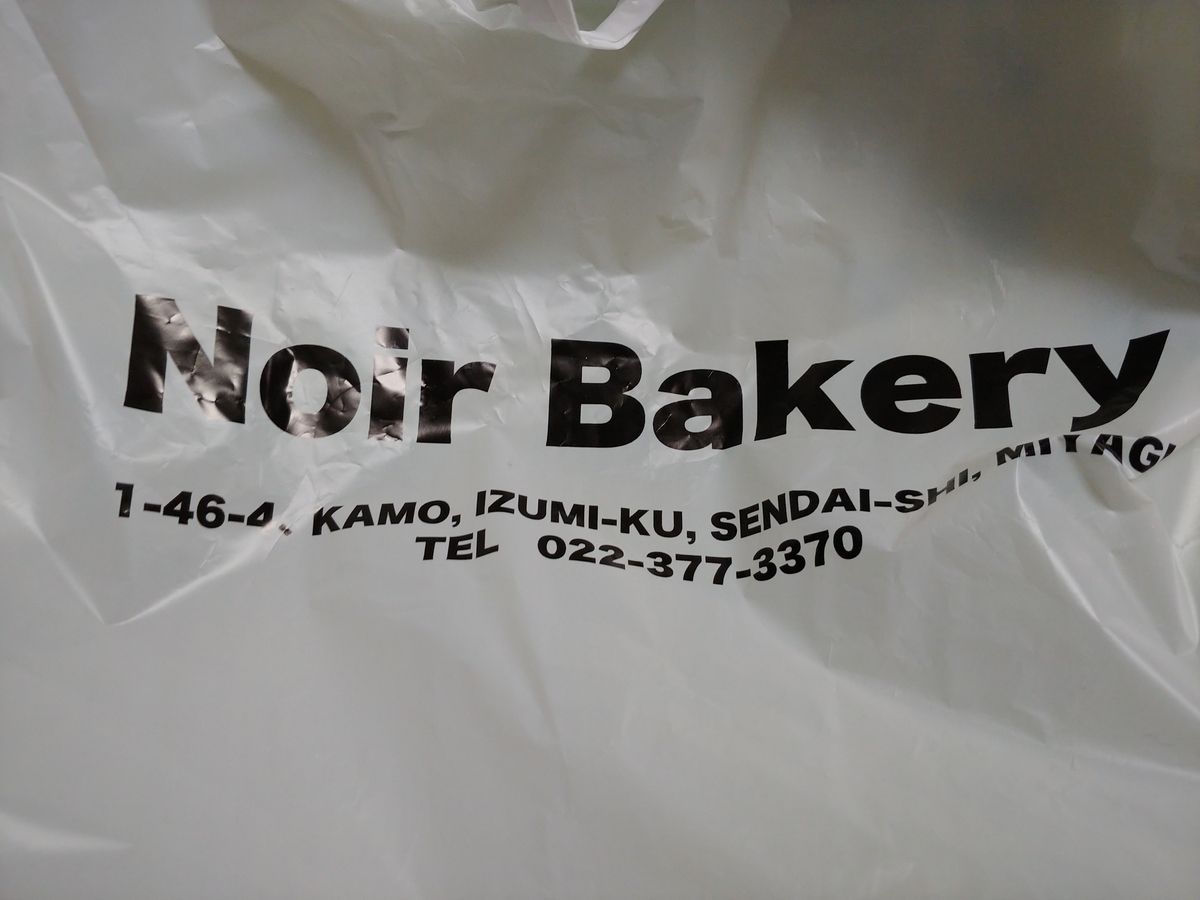 Noir Bakery
1-46-4, KAMO, IZUMI-KU, SENDAI-SHI, MIYAGI
TEL 022-377-3370